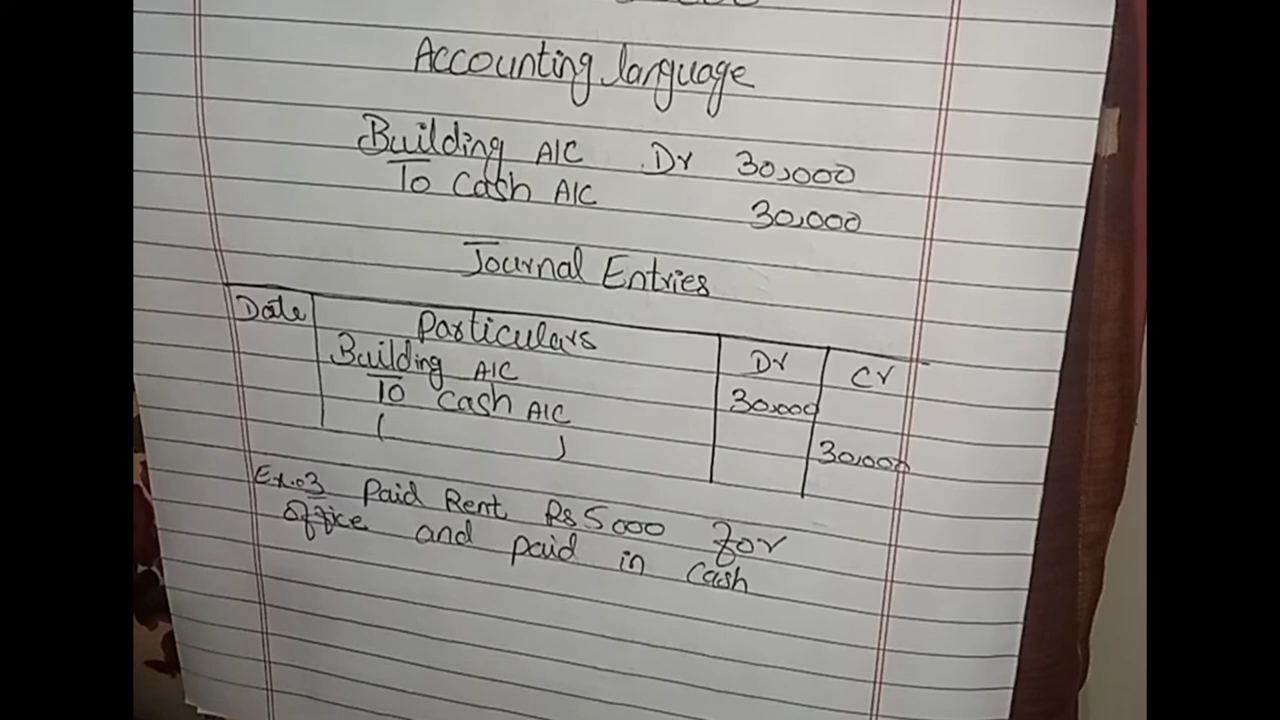 Accounting language
Building A/C Dr 30,000
To Cash A/C 30,000
Journal Entries
Date Particulars Dr Cr
Building A/C 30,000
To Cash A/C 30,000
( )
Ex.03 Paid Rent Rs 5000 for
office and paid in cash